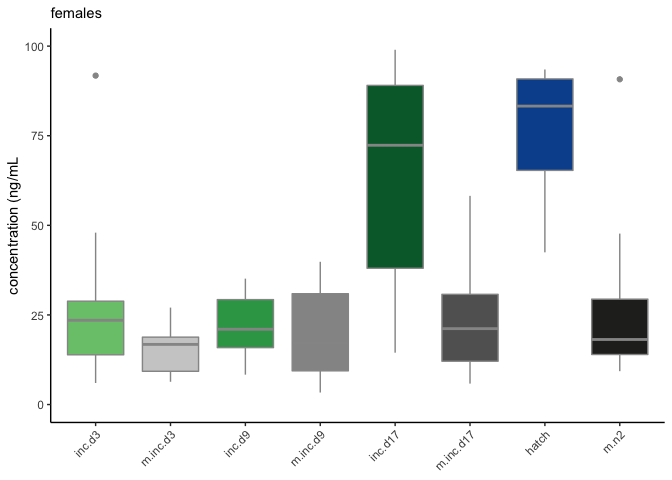 females
concentration (ng/mL
100
75
50
25
0
inc.d3
m.inc.d3
inc.d9
m.inc.d9
inc.d17
m.inc.d17
hatch
m.n2